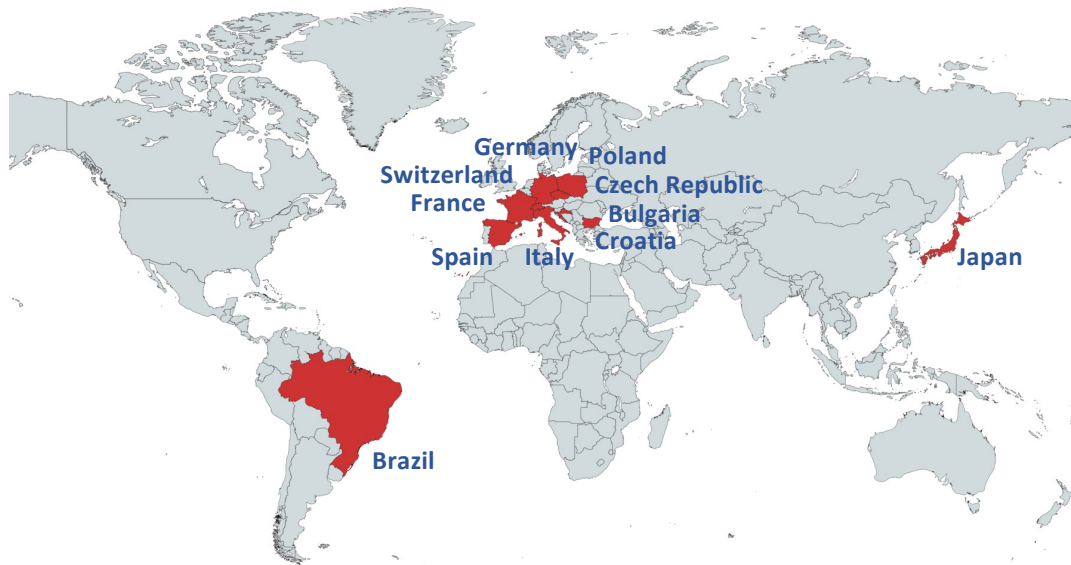 Germany
Poland
Switzerland
Czech Republic
France
Bulgaria
Croatia
Spain
Italy
Japan
Brazil